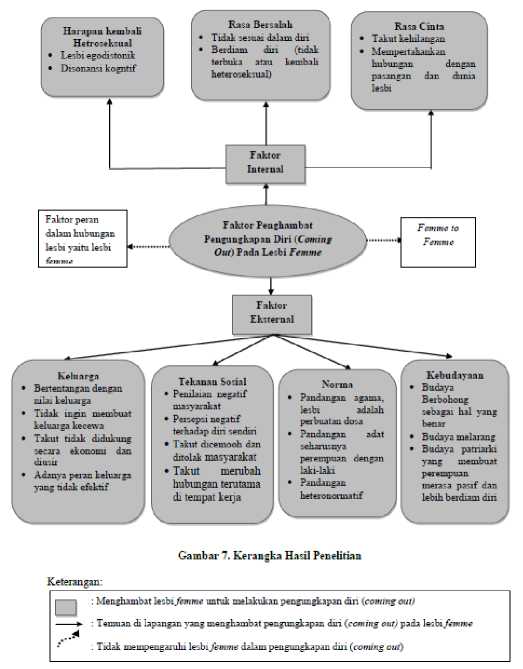 Harapan kembali
Hetroseksual
• Lesbi egodistonik
• Disonansi kogntif
Rasa Bersalah
• Tidak sesuai dalam diri
• Berdiam diri (tidak
terbuka atau kembali
heteroseksual)
Rasa Cinta
• Takut kehilangan
• Mempertahankan
hubungan dengan
pasangan dan dunia
lesbi
Faktor
Internal
Faktor peran
dalam hubungan
lesbi yaitu lesbi
femme
Faktor Penghambat
Pengungkapan Diri (Coming
Out) Pada Lesbi Femme
Femme to
Femme
Faktor
Eksternal
Keluarga
• Bertentangan dengan
nilai keluarga
• Tidak ingin membuat
keluarga kecewa
• Takut tidak didukung
secara ekonomi dan
diusir
• Adanya peran keluarga
yang tidak efektif
Tekanan Sosial
• Penilaian negatif
masyarakat
• Persepsi negatif
terhadap diri sendiri
• Takut dicemooh dan
ditolak masyarakat
• Takut merubah
hubungan terutama
di tempat kerja
Norma
• Pandangan agama,
lesbi adalah
perbuatan dosa
• Pandangan adat
seharusnya
perempuan dengan
laki-laki
• Pandangan
heteronormatif
Kebudayaan
• Budaya
Berbohong
sebagai hal yang
benar
• Budaya melarang
• Budaya patriarki
yang membuat
perempuan
merasa pasif dan
lebih berdiam diri
Gambar 7. Kerangka Hasil Penelitian
Keterangan:
: Menghambat lesbi femme untuk melakukan pengungkapan diri (coming out)
: Temuan di lapangan yang menghambat pengungkapan diri (coming out) pada lesbi femme
: Tidak mempengaruhi lesbi femme dalam pengungkapan diri (coming out)